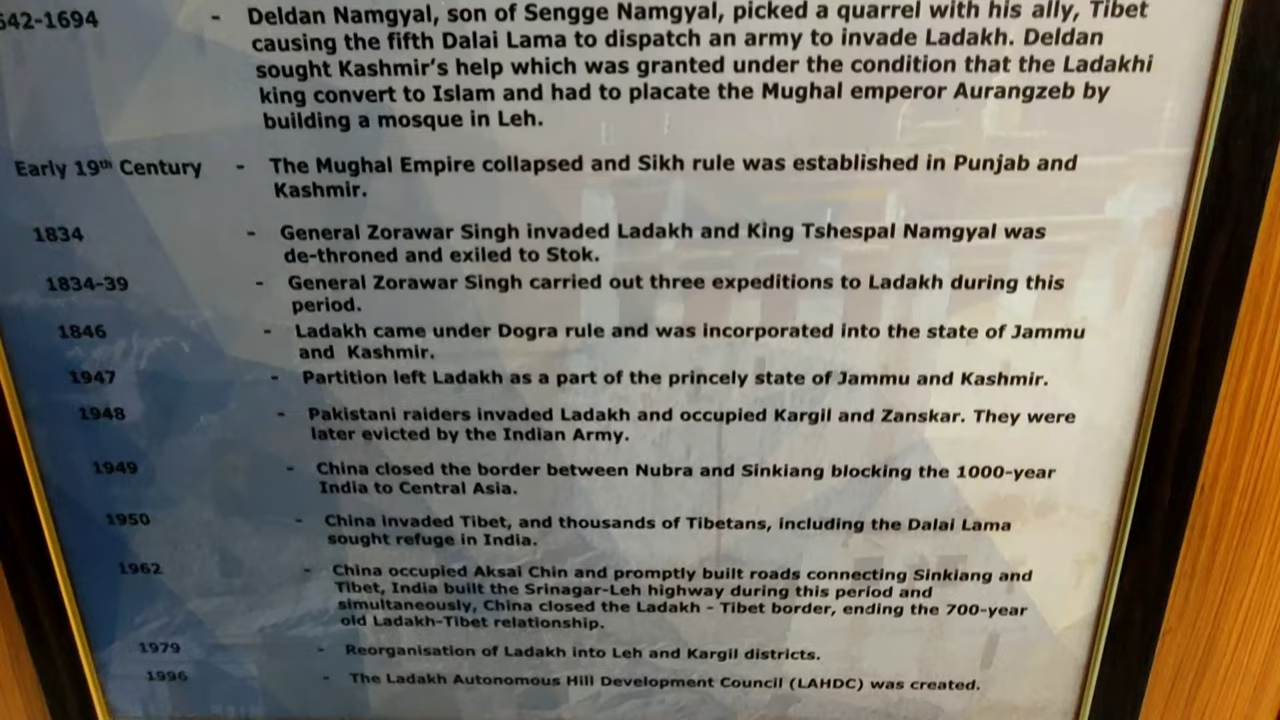 642-1694 - Deldan Namgyal, son of Sengge Namgyal, picked a quarrel with his ally, Tibet
causing the fifth Dalai Lama to dispatch an army to invade Ladakh. Deldan
sought Kashmir's help which was granted under the condition that the Ladakhi
king convert to Islam and had to placate the Mughal emperor Aurangzeb by
building a mosque in Leh.
Early 19th Century - The Mughal Empire collapsed and Sikh rule was established in Punjab and
Kashmir.
1834 - General Zorawar Singh invaded Ladakh and King Tshespal Namgyal was
de-throned and exiled to Stok.
1834-39 - General Zorawar Singh carried out three expeditions to Ladakh during this
period.
1846 - Ladakh came under Dogra rule and was incorporated into the state of Jammu
and Kashmir.
1947 - Partition left Ladakh as a part of the princely state of Jammu and Kashmir.
1948 - Pakistani raiders invaded Ladakh and occupied Kargil and Zanskar. They were
later evicted by the Indian Army.
1949 - China closed the border between Nubra and Sinkiang blocking the 1000-year
India to Central Asia.
1950 - China invaded Tibet, and thousands of Tibetans, including the Dalai Lama
sought refuge in India.
1962 - China occupied Aksai Chin and promptly built roads connecting Sinkiang and
Tibet, India built the Srinagar-Leh highway during this period and
simultaneously, China closed the Ladakh - Tibet border, ending the 700-year
old Ladakh-Tibet relationship.
1979 - Reorganisation of Ladakh into Leh and Kargil districts.
1996 - The Ladakh Autonomous Hill Development Council (LAHDC) was created.